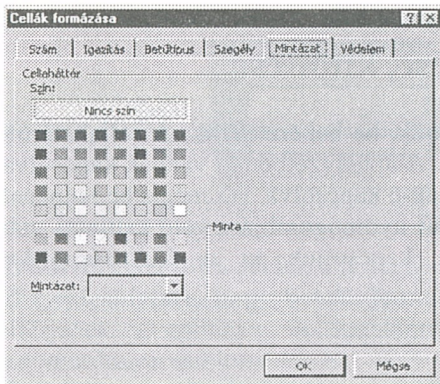 Cellák formázása
Szám Igazítás Betűtípus Szegély Mintázat Védelem
Cellaháttér
Szín:
Nincs szín
Minta
Mintázat:
OK Mégse